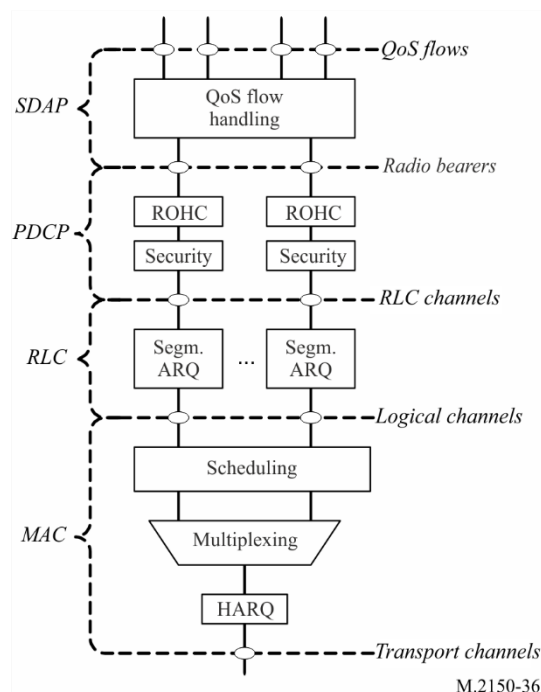 QoS flows
QoS flow
handling
SDAP
Radio bearers
ROHC ROHC
PDCP
Security Security
RLC channels
Segm.
ARQ
...
Segm.
ARQ
RLC
Logical channels
Scheduling
MAC
Multiplexing
HARQ
Transport channels
M.2150-36